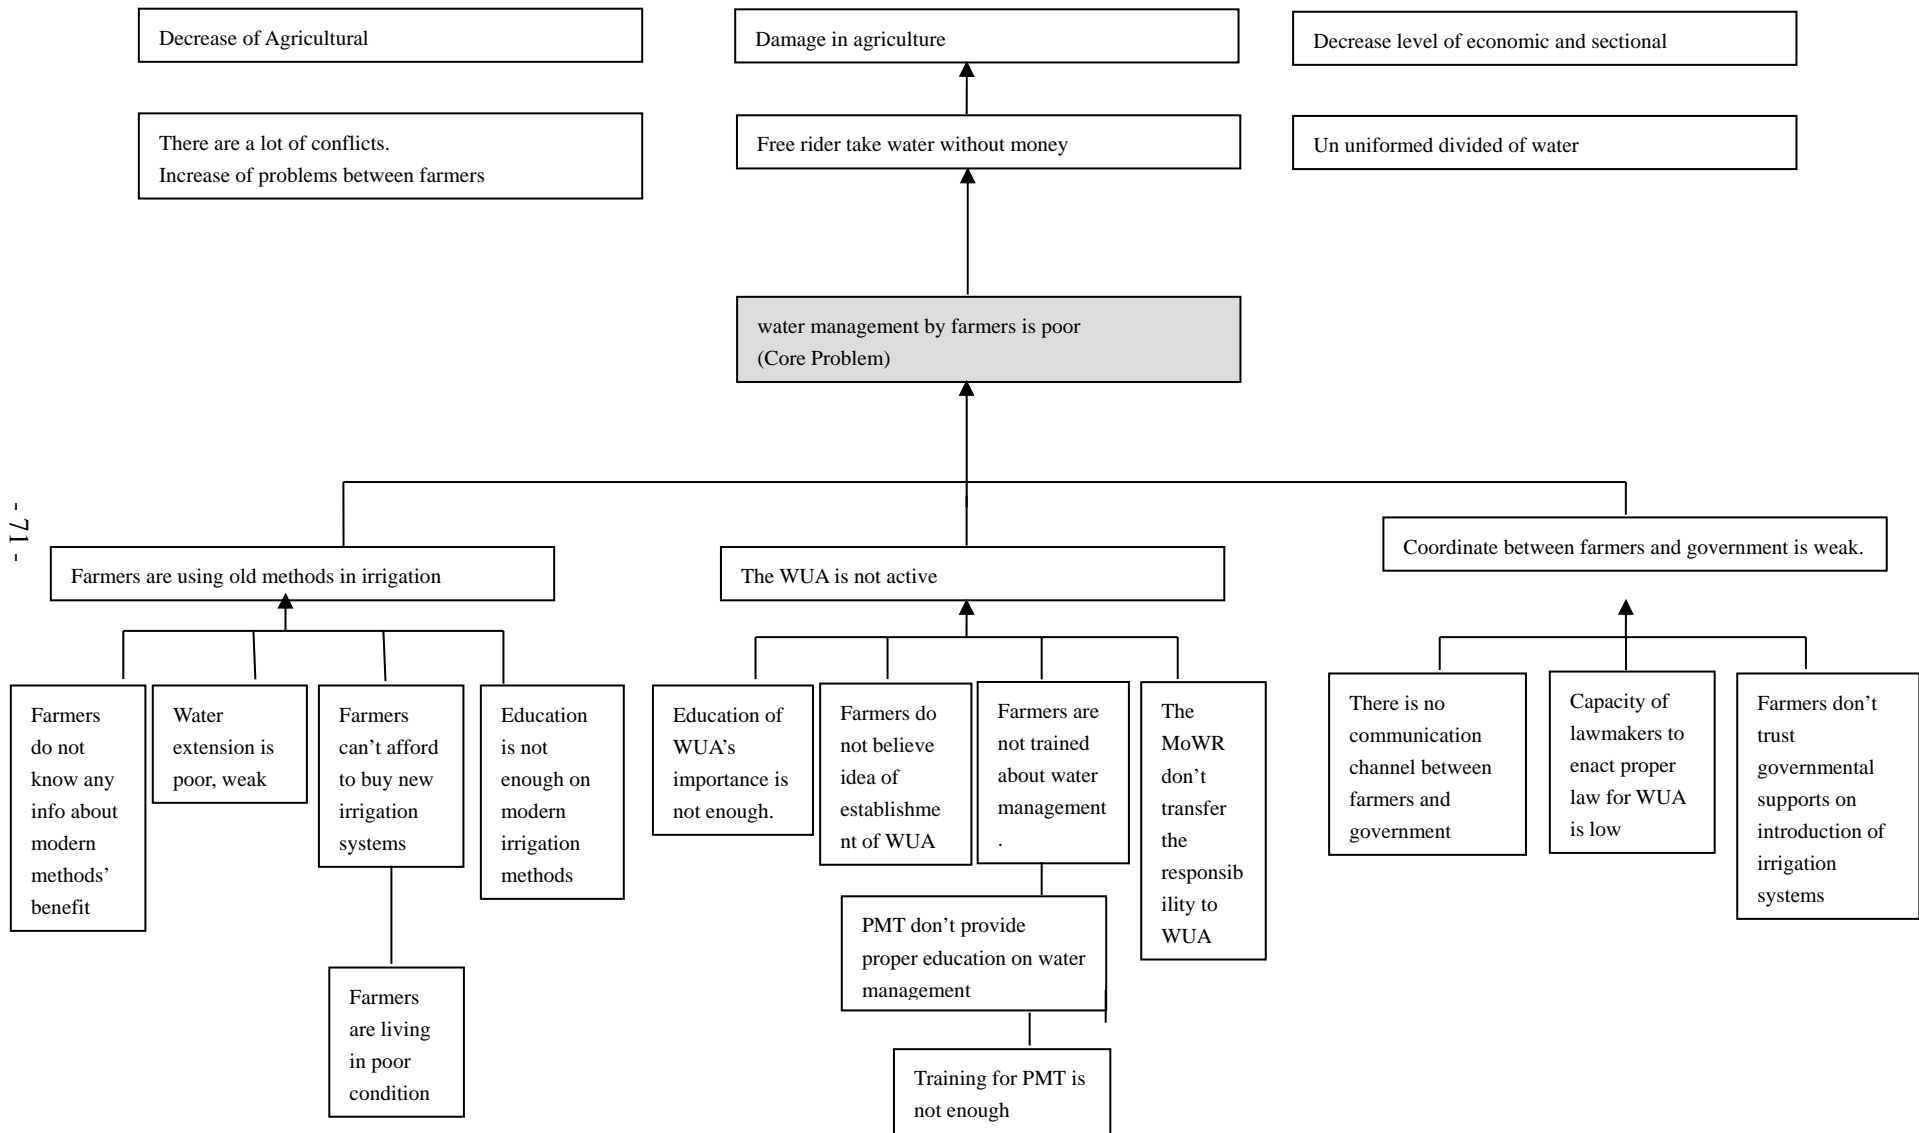 Decrease of Agricultural
Damage in agriculture
Decrease level of economic and sectional
There are a lot of conflicts.
Increase of problems between farmers
Free rider take water without money
Un uniformed divided of water
water management by farmers is poor
(Core Problem)
- 71 -
Farmers are using old methods in irrigation
The WUA is not active
Coordinate between farmers and government is weak.
Farmers
do not
know any
info about
modern
methods’
benefit
Water
extension is
poor, weak
Farmers
can’t afford
to buy new
irrigation
systems
Education
is not
enough on
modern
irrigation
methods
Farmers
are living
in poor
condition
Education of
WUA’s
importance is
not enough.
Farmers do
not believe
idea of
establishme
nt of WUA
Farmers are
not trained
about water
management
.
The
MoWR
don’t
transfer
the
responsib
ility to
WUA
PMT don’t provide
proper education on water
management
Training for PMT is
not enough
There is no
communication
channel between
farmers and
government
Capacity of
lawmakers to
enact proper
law for WUA
is low
Farmers don’t
trust
governmental
supports on
introduction of
irrigation
systems